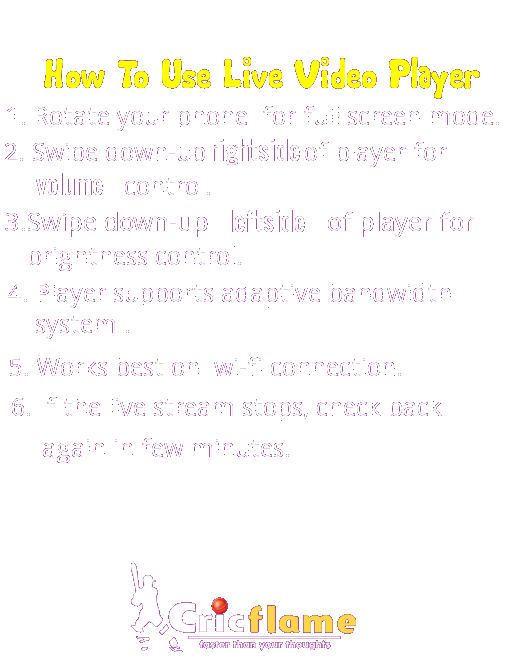 How To Use Live Video Player
1. Rotate your phone for full screen mode.
2. Swipe down-up rightside of player for
volume control.
3.Swipe down-up leftside of player for
brightness control.
4. Player supports adaptive bandwidth
system .
5. Works best on wi-fi connection.
6. If the live stream stops, check back
again in few minutes.
Cricflame
faster than your thoughts